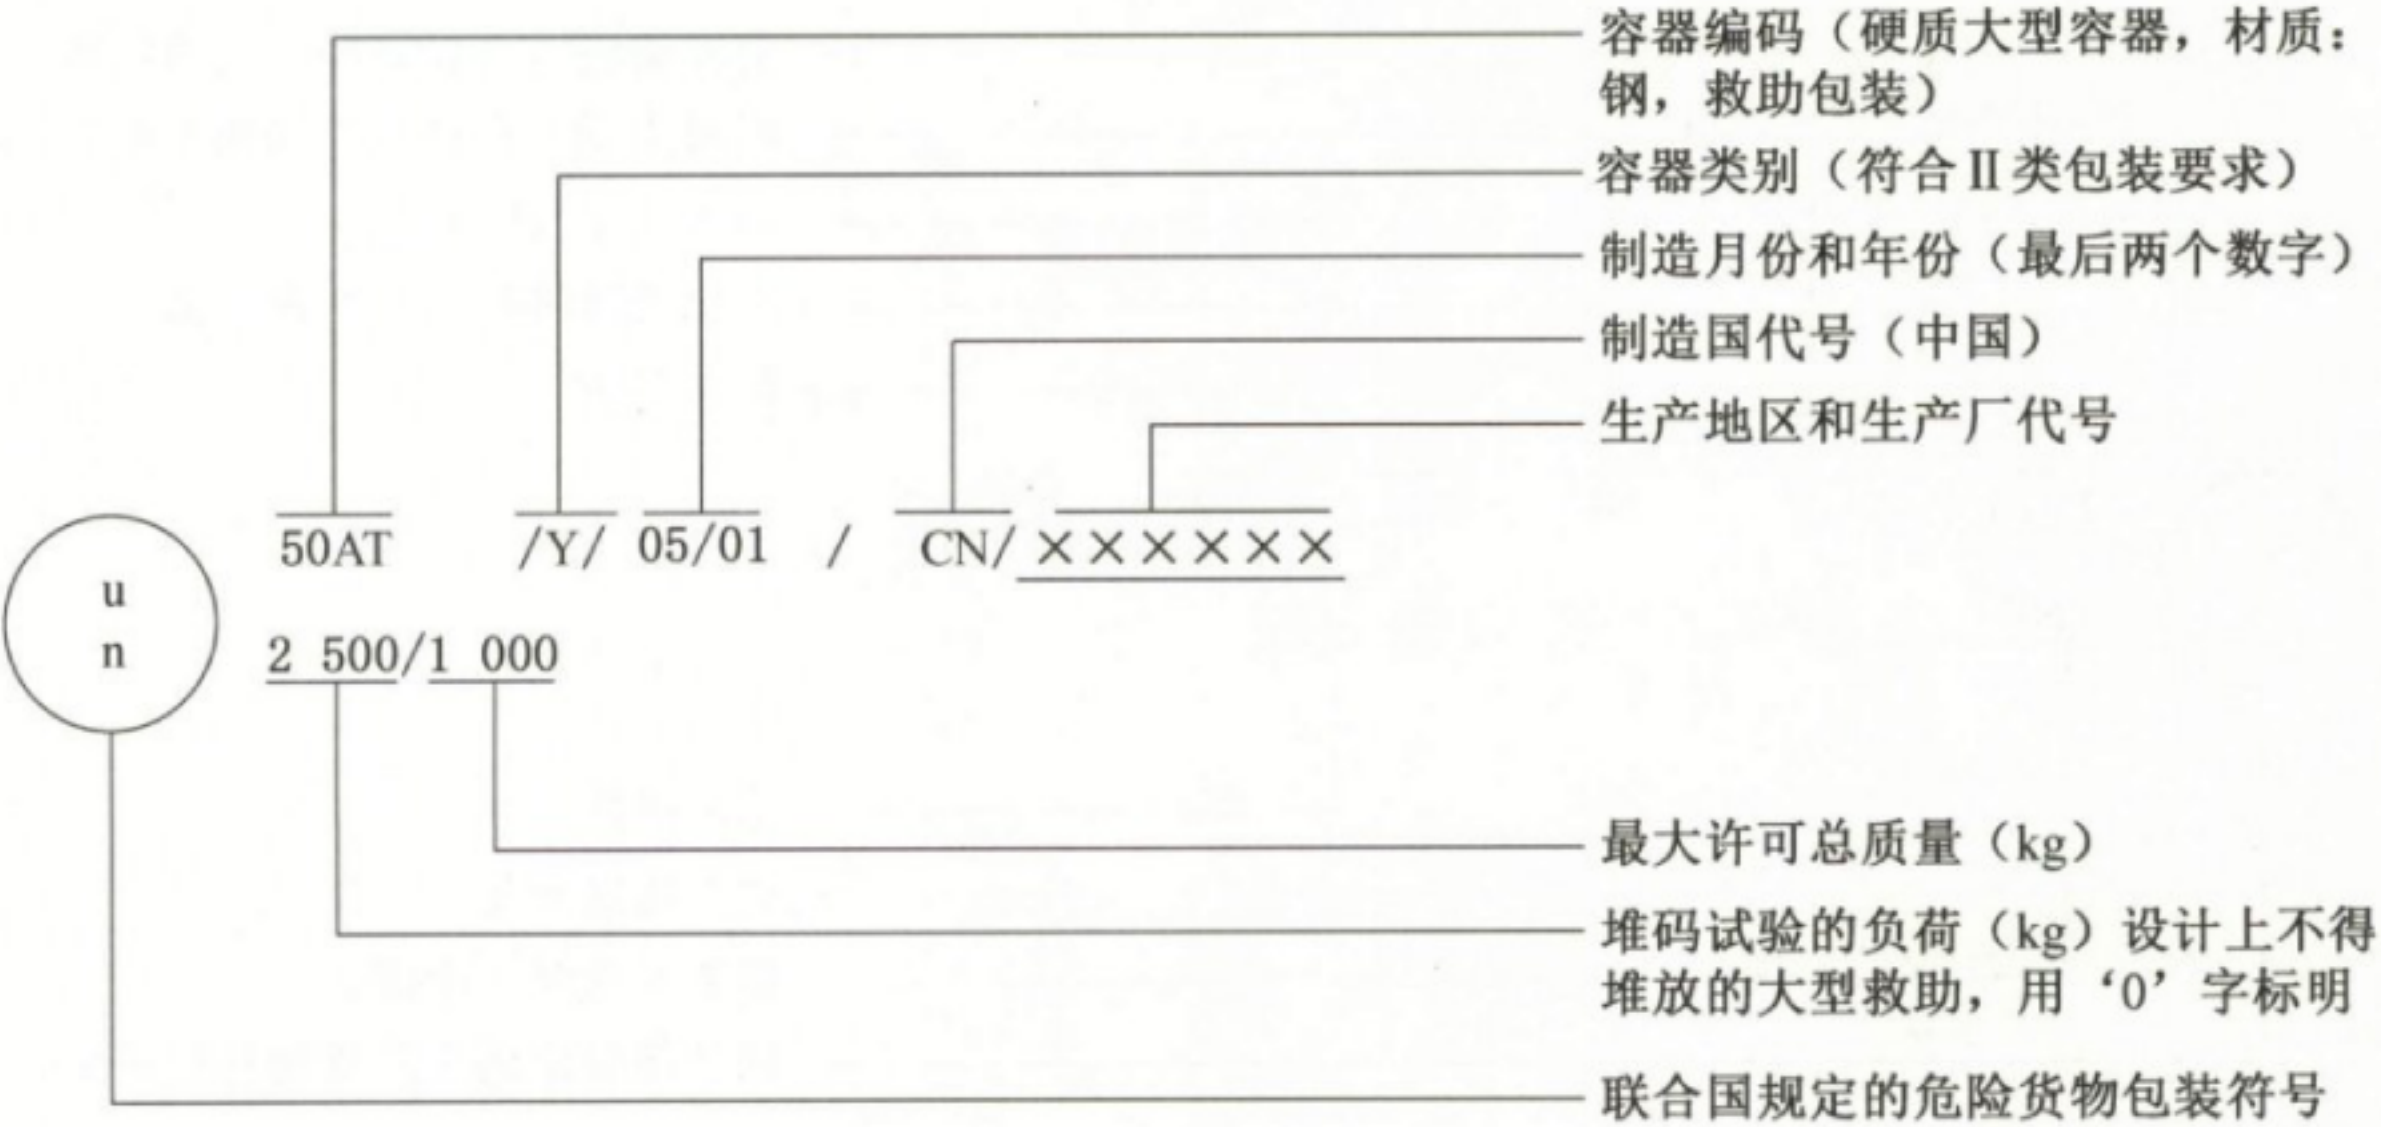 容器编码（硬质大型容器，材质：
钢，救助包装）
容器类别（符合Ⅱ类包装要求）
制造月份和年份（最后两个数字）
制造国代号（中国）
生产地区和生产厂代号
50AT /Y/ 05/01 / CN/ ××××××
u
n
2 500/1 000
最大许可总质量（kg）
堆码试验的负荷（kg）设计上不得
堆放的大型救助，用‘0’字标明
联合国规定的危险货物包装符号